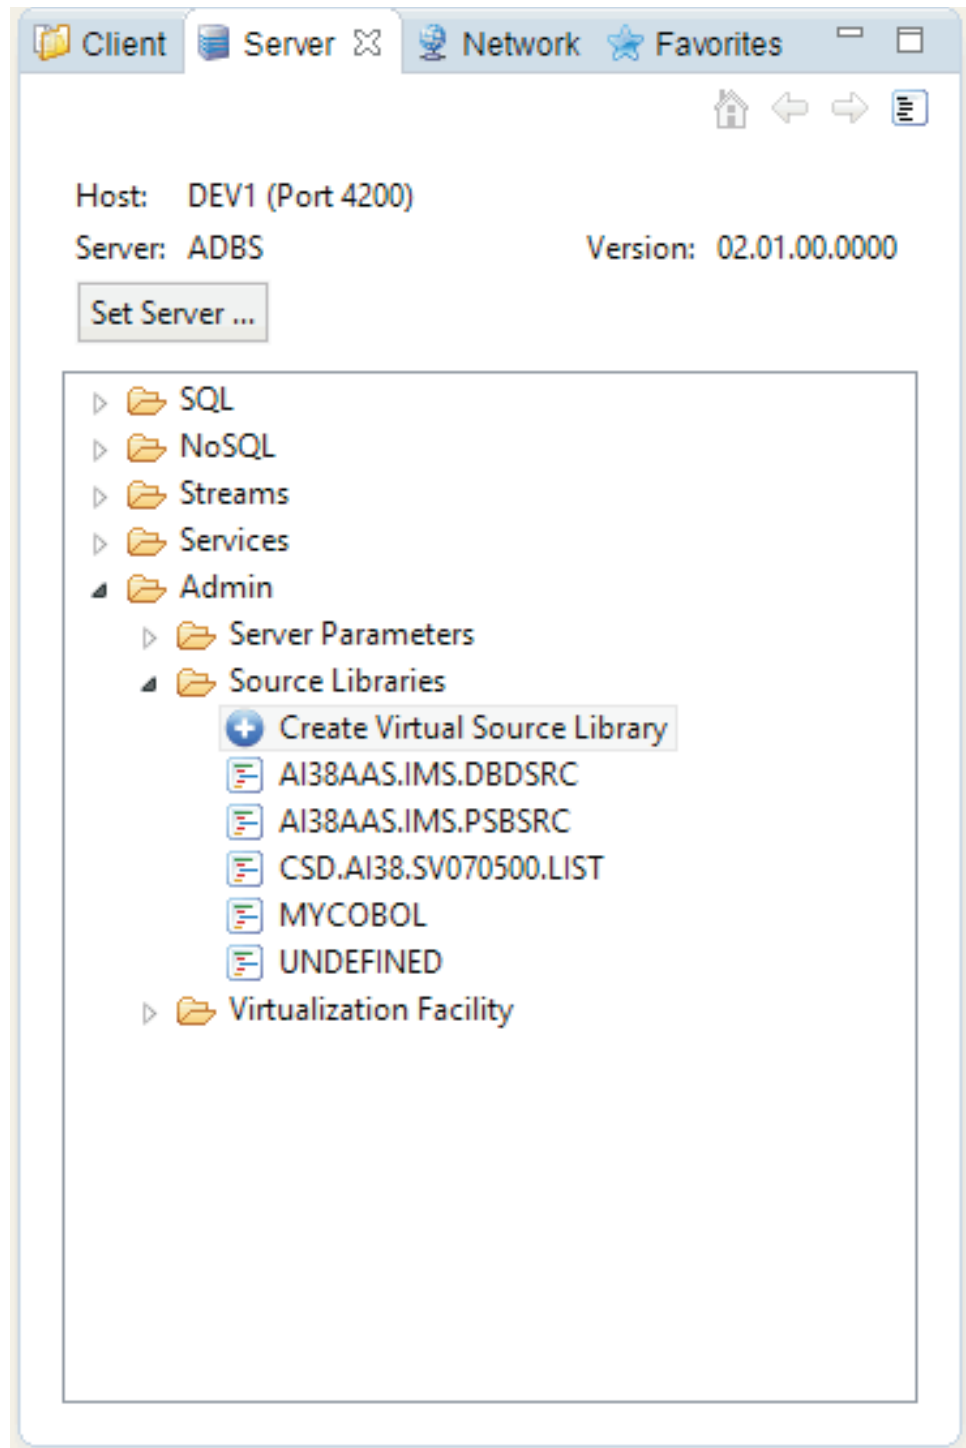 Client Server Network Favorites
Host: DEV1 (Port 4200)
Server: ADBS Version: 02.01.00.0000
Set Server ...
SQL
NoSQL
Streams
Services
Admin
Server Parameters
Source Libraries
Create Virtual Source Library
AI38AAS.IMS.DBDSRC
AI38AAS.IMS.PSBSRC
CSD.AI38.SV070500.LIST
MYCOBOL
UNDEFINED
Virtualization Facility